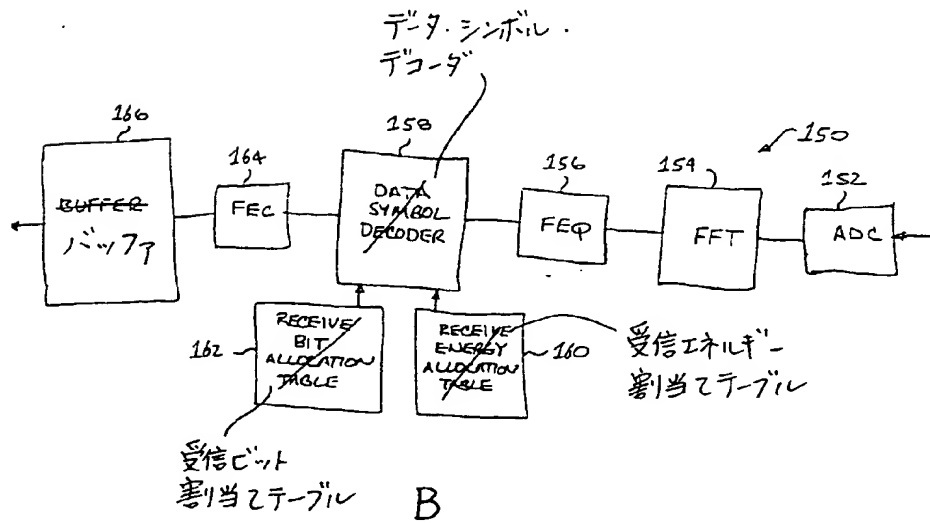 データ・シンボル・
デコーダ
166
BUFFER
バッファ
164
FEC
158
DATA
SYMBOL
DECODER
156
FEQ
154
FFT
150
152
ADC
162
RECEIVE
BIT
ALLOCATION
TABLE
RECEIVE
ENERGY
ALLOCATION
TABLE
160
受信エネルギー
割当てテーブル
受信ビット
割当てテーブル
B